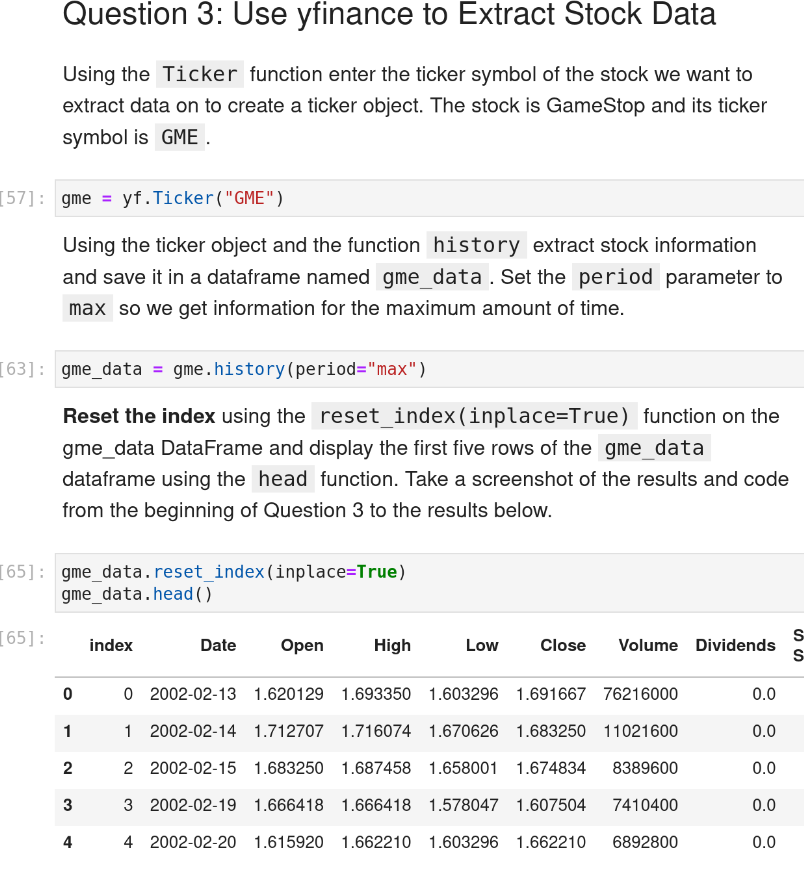 Question 3: Use yfinance to Extract Stock Data
Using the Ticker function enter the ticker symbol of the stock we want to
extract data on to create a ticker object. The stock is GameStop and its ticker
symbol is GME .
[57]: gme = yf.Ticker("GME")
Using the ticker object and the function history extract stock information
and save it in a dataframe named gme_data . Set the period parameter to
max so we get information for the maximum amount of time.
[63]: gme_data = gme.history(period="max")
Reset the index using the reset_index(inplace=True) function on the
gme_data DataFrame and display the first five rows of the gme_data
dataframe using the head function. Take a screenshot of the results and code
from the beginning of Question 3 to the results below.
[65]: gme_data.reset_index(inplace=True)
gme_data.head()
[65]: index Date Open High Low Close Volume Dividends S
S
0 0 2002-02-13 1.620129 1.693350 1.603296 1.691667 76216000 0.0
1 1 2002-02-14 1.712707 1.716074 1.670626 1.683250 11021600 0.0
2 2 2002-02-15 1.683250 1.687458 1.658001 1.674834 8389600 0.0
3 3 2002-02-19 1.666418 1.666418 1.578047 1.607504 7410400 0.0
4 4 2002-02-20 1.615920 1.662210 1.603296 1.662210 6892800 0.0